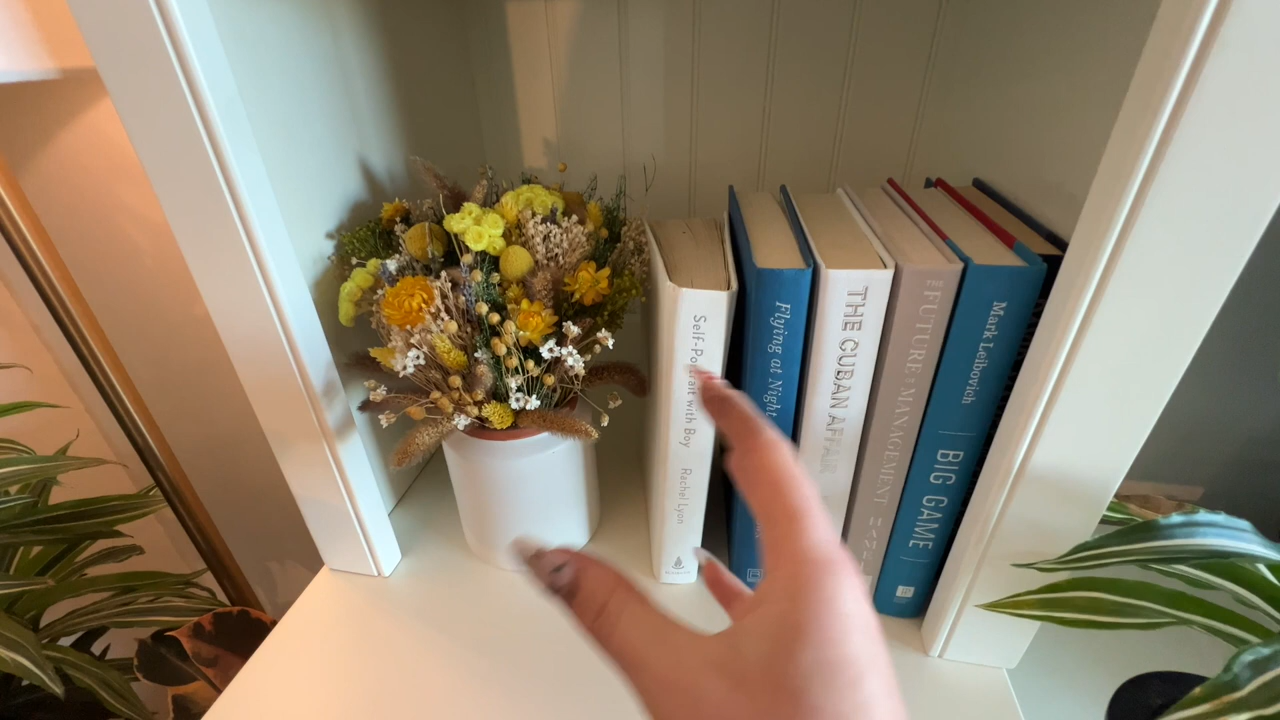 Self-Portrait with Boy Rachel Lyon
Flying at Night
THE CUBAN AFFAIR
THE FUTURE OF MANAGEMENT
Mark Leibovich BIG GAME